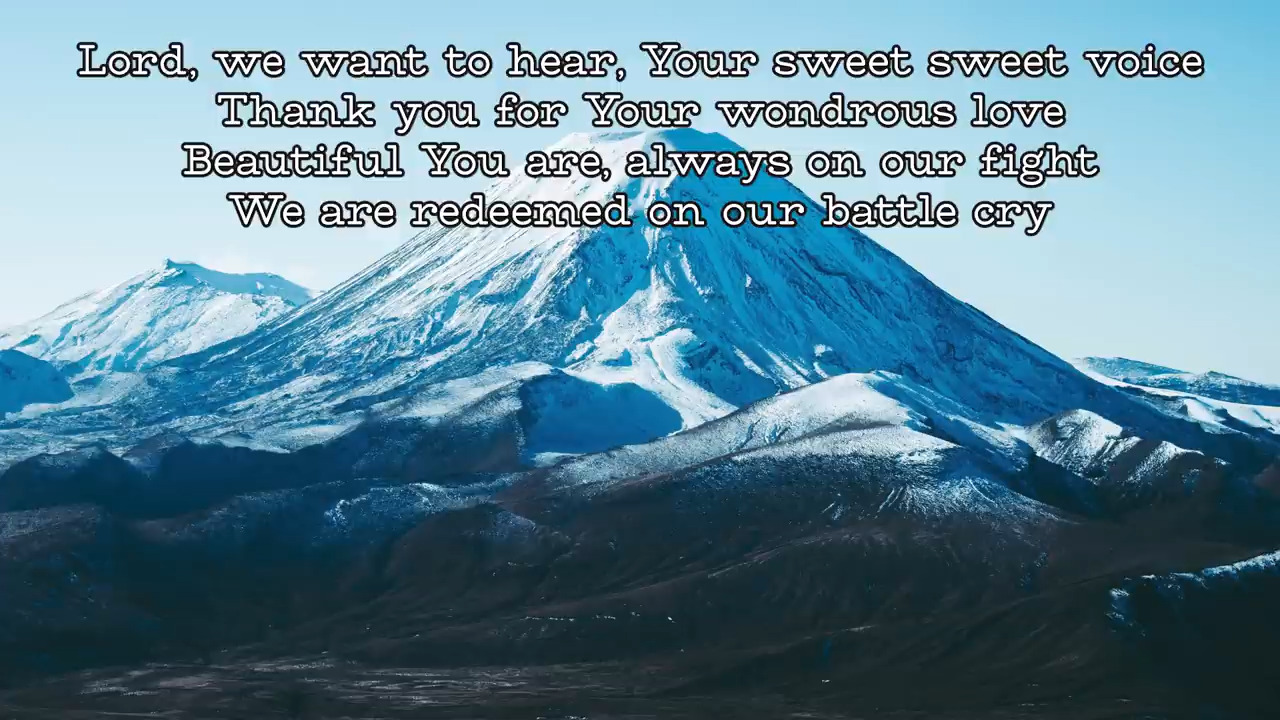 Lord, we want to hear, Your sweet sweet voice
Thank you for Your wondrous love
Beautiful You are, always on our fight
We are redeemed on our battle cry